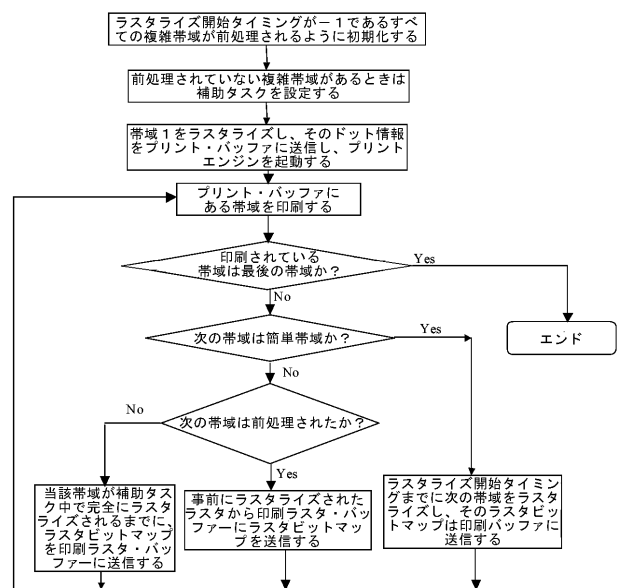 ラスタライズ開始タイミングが－１であるすべ
ての複雑帯域が前処理されるように初期化する
前処理されていない複雑帯域があるときは
補助タスクを設定する
帯域１をラスタライズし、そのドット情報
をプリント・バッファに送信し、プリント
エンジンを起動する
プリント・バッファに
ある帯域を印刷する
印刷されている
帯域は最後の帯域か？
Yes
No
エンド
次の帯域は簡単帯域か？
Yes
No
次の帯域は前処理されたか？
No
Yes
当該帯域が補助タス
ク中で完全にラスタ
ライズされるまでに、
ラスタビットマップ
を印刷ラスタ・バッ
ファーに送信する
事前にラスタライズされた
ラスタから印刷ラスタ・バッ
ファーにラスタビットマッ
プを送信する
ラスタライズ開始タイミン
グまでに次の帯域をラスタ
ライズし、そのラスタビッ
トマップは印刷バッファに
送信する